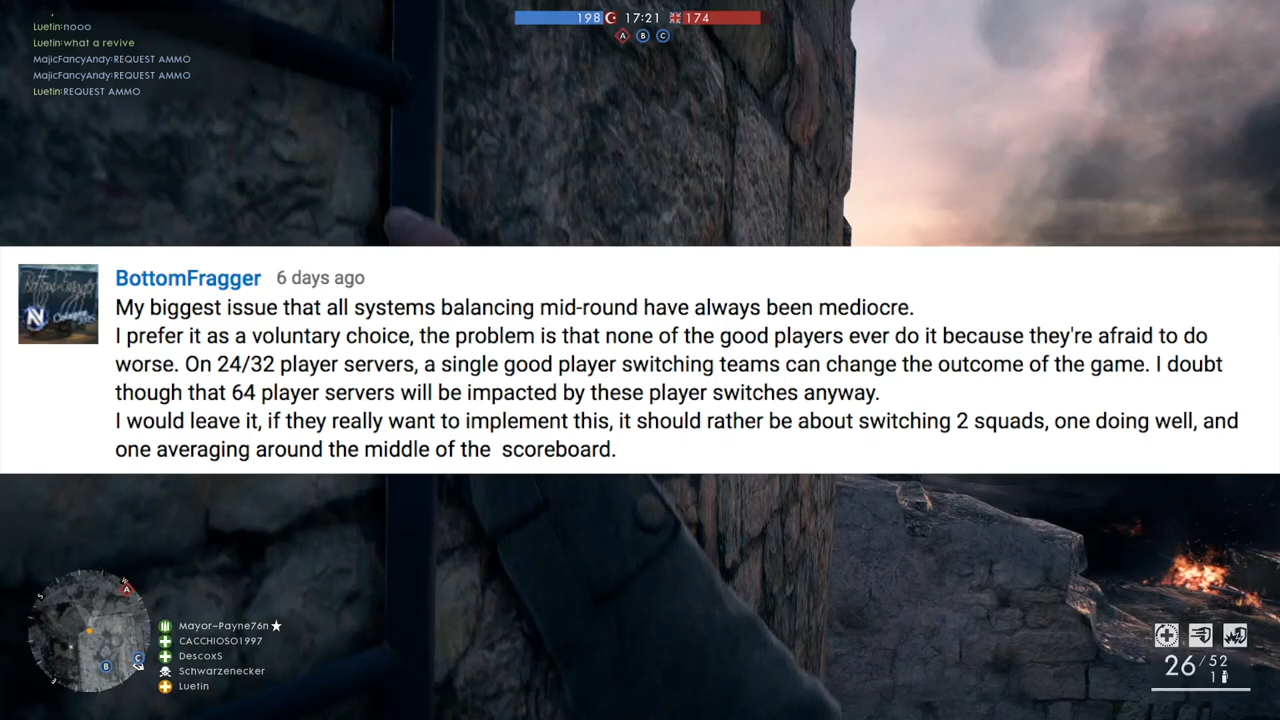 Luetin:nooo
Luetin:what a revive
MajicFancyAndy:REQUEST AMMO
MajicFancyAndy:REQUEST AMMO
Luetin:REQUEST AMMO
198 17:21 174
A B C
BottomFragger 6 days ago
My biggest issue that all systems balancing mid-round have always been mediocre.
I prefer it as a voluntary choice, the problem is that none of the good players ever do it because they're afraid to do
worse. On 24/32 player servers, a single good player switching teams can change the outcome of the game. I doubt
though that 64 player servers will be impacted by these player switches anyway.
I would leave it, if they really want to implement this, it should rather be about switching 2 squads, one doing well, and
one averaging around the middle of the scoreboard.
W
A
S
B
C
Mayor-Payne76n
CACCHIOSO1997
DescoxS
Schwarzenecker
Luetin
26/52
1